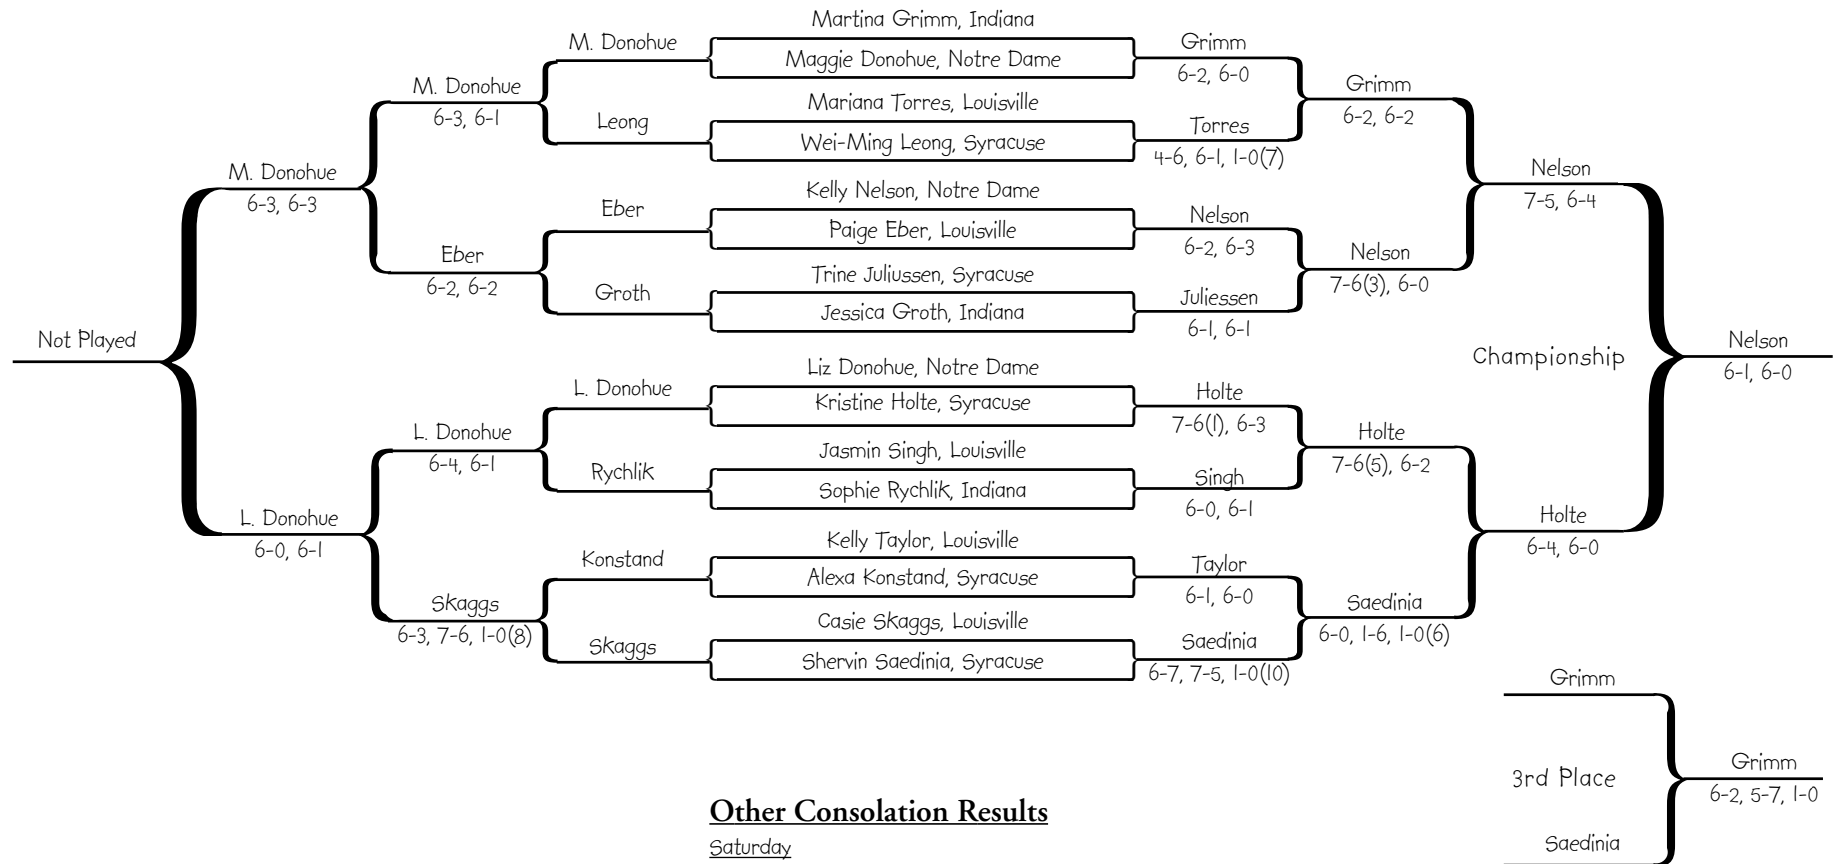 Martina Grimm, Indiana
M. Donohue
Grimm
Maggie Donohue, Notre Dame
6-2, 6-0
M. Donohue
Grimm
Mariana Torres, Louisville
6-3, 6-1
6-2, 6-2
Leong
Torres
Wei-Ming Leong, Syracuse
4-6, 6-1, 1-0(7)
M. Donohue
Nelson
Kelly Nelson, Notre Dame
6-3, 6-3
7-5, 6-4
Eber
Nelson
Paige Eber, Louisville
6-2, 6-3
Eber
Nelson
Trine Juliussen, Syracuse
6-2, 6-2
7-6(3), 6-0
Groth
Juliessen
Jessica Groth, Indiana
6-1, 6-1
Not Played
Nelson
Championship
6-1, 6-0
Liz Donohue, Notre Dame
L. Donohue
Holte
Kristine Holte, Syracuse
7-6(1), 6-3
L. Donohue
Holte
Jasmin Singh, Louisville
6-4, 6-1
7-6(5), 6-2
Rychlik
Singh
Sophie Rychlik, Indiana
6-0, 6-1
L. Donohue
Holte
Kelly Taylor, Louisville
6-0, 6-1
6-4, 6-0
Konstand
Taylor
Alexa Konstand, Syracuse
6-1, 6-0
Skaggs
Saedinia
Casie Skaggs, Louisville
6-3, 7-6, 1-0(8)
6-0, 1-6, 1-0(6)
Skaggs
Saedinia
Shervin Saedinia, Syracuse
6-7, 7-5, 1-0(10)
Grimm
3rd Place
Grimm
6-2, 5-7, 1-0
Saedinia
Other Consolation Results
Saturday